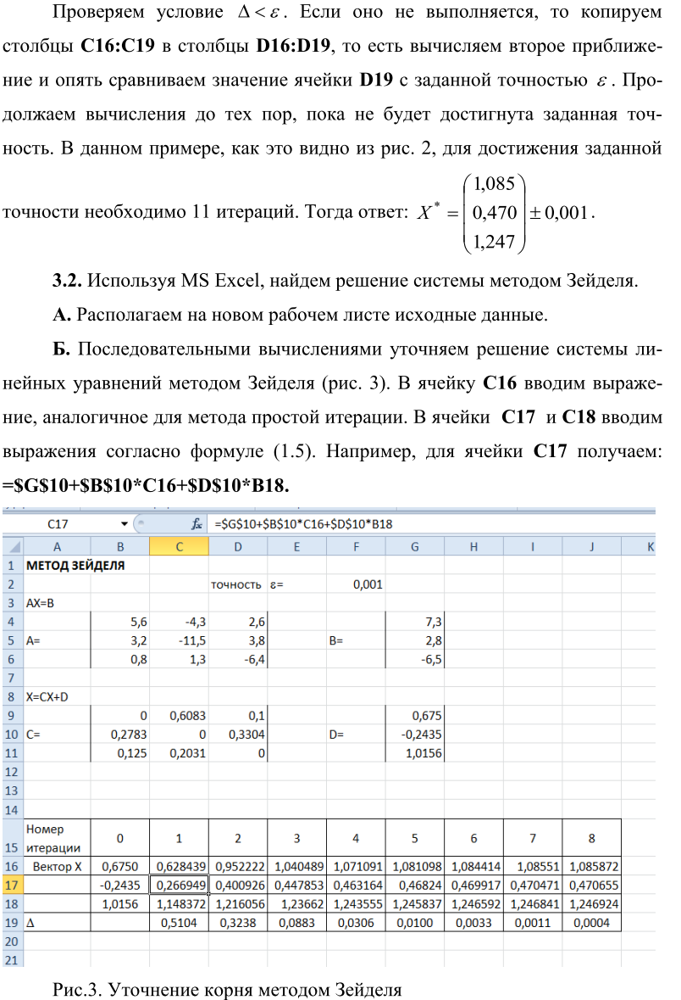 Проверяем условие Δ < ε. Если оно не выполняется, то копируем
столбцы C16:C19 в столбцы D16:D19, то есть вычисляем второе приближе-
ние и опять сравниваем значение ячейки D19 с заданной точностью ε. Про-
должаем вычисления до тех пор, пока не будет достигнута заданная точ-
ность. В данном примере, как это видно из рис. 2, для достижения заданной
1,085
точности необходимо 11 итераций. Тогда ответ: X* = 0,470 ± 0,001.
1,247
3.2. Используя MS Excel, найдем решение системы методом Зейделя.
А. Располагаем на новом рабочем листе исходные данные.
Б. Последовательными вычислениями уточняем решение системы ли-
нейных уравнений методом Зейделя (рис. 3). В ячейку C16 вводим выраже-
ние, аналогичное для метода простой итерации. В ячейки C17 и C18 вводим
выражения согласно формуле (1.5). Например, для ячейки C17 получаем:
=$G$10+$B$10*C16+$D$10*B18.
C17 fx =$G$10+$B$10*C16+$D$10*B18
A B C D E F G H I J K
1 МЕТОД ЗЕЙДЕЛЯ
2 точность ε= 0,001
3 AX=B
4 5,6 -4,3 2,6 7,3
5 A= 3,2 -11,5 3,8 B= 2,8
6 0,8 1,3 -6,4 -6,5
7
8 X=CX+D
9 0 0,6083 0,1 0,675
10 C= 0,2783 0 0,3304 D= -0,2435
11 0,125 0,2031 0 1,0156
12
13
14
Номер
15 итерации 0 1 2 3 4 5 6 7 8
16 Вектор X 0,6750 0,628439 0,952222 1,040489 1,071091 1,081098 1,084414 1,08551 1,085872
17 -0,2435 0,266949 0,400926 0,447853 0,463164 0,46824 0,469917 0,470471 0,470655
18 1,0156 1,148372 1,216056 1,23662 1,243555 1,245837 1,246592 1,246841 1,246924
19 Δ 0,5104 0,3238 0,0883 0,0306 0,0100 0,0033 0,0011 0,0004
20
21
Рис.3. Уточнение корня методом Зейделя